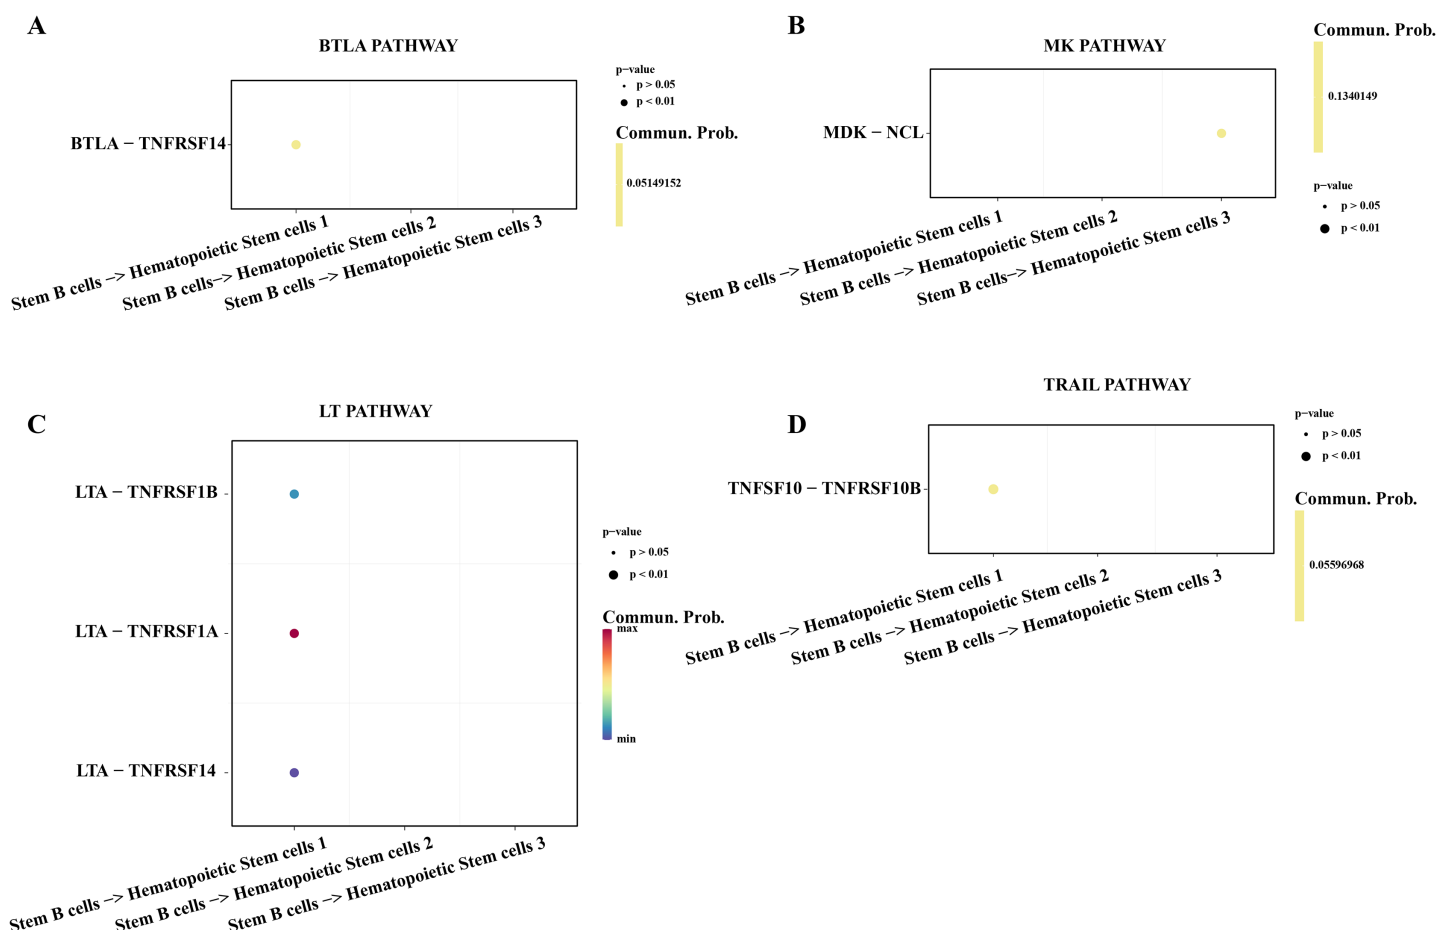 A
BTLA PATHWAY
BTLA − TNFRSF14
p−value
p > 0.05
p < 0.01
Commun. Prob.
0.05149152
Stem B cells −> Hematopoietic Stem cells 1
Stem B cells−> Hematopoietic Stem cells 2
Stem B cells −> Hematopoietic Stem cells 3
B
MK PATHWAY
MDK − NCL
Commun. Prob.
0.1340149
p−value
p > 0.05
p < 0.01
Stem B cells −> Hematopoietic Stem cells 1
Stem B cells −> Hematopoietic Stem cells 2
Stem B cells−> Hematopoietic Stem cells 3
C
LT PATHWAY
LTA − TNFRSF1B
LTA − TNFRSF1A
LTA − TNFRSF14
p−value
p > 0.05
p < 0.01
Commun. Prob.
max
min
Stem B cells −> Hematopoietic Stem cells 1
Stem B cells −> Hematopoietic Stem cells 2
Stem B cells −> Hematopoietic Stem cells 3
D
TRAIL PATHWAY
TNFSF10 − TNFRSF10B
p−value
p > 0.05
p < 0.01
Commun. Prob.
0.05596968
Stem B cells −> Hematopoietic Stem cells 1
Stem B cells −> Hematopoietic Stem cells 2
Stem B cells −> Hematopoietic Stem cells 3